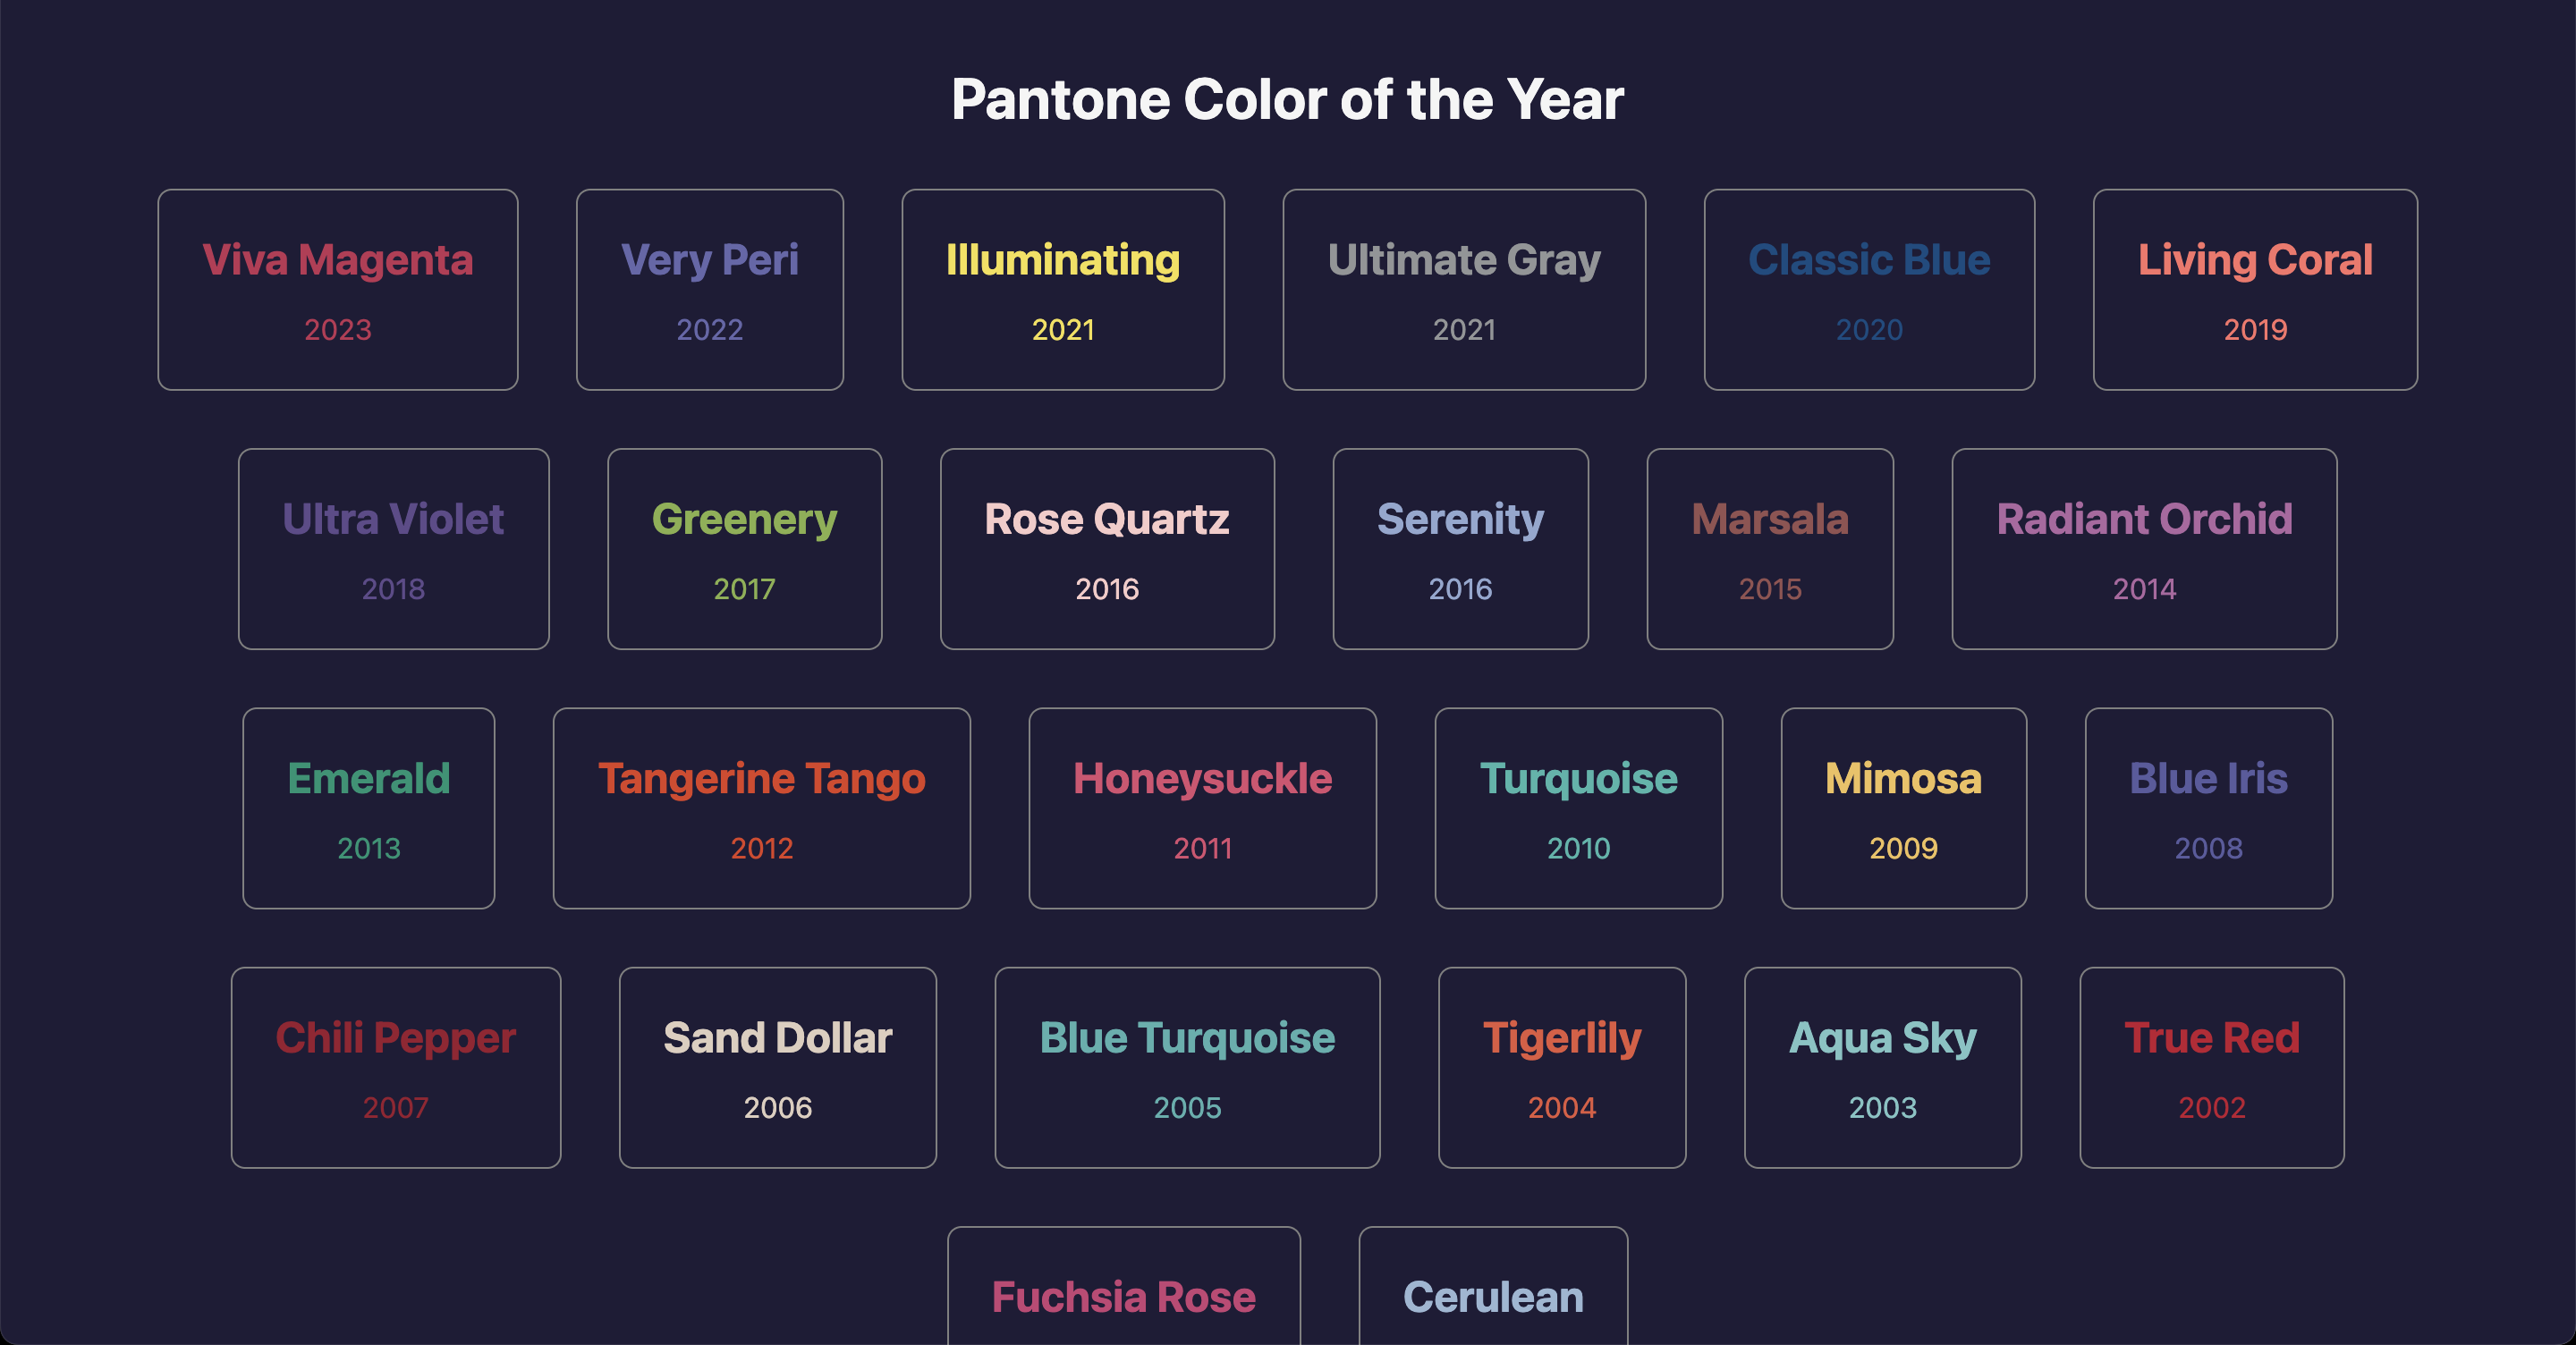 Pantone Color of the Year
Viva Magenta
2023
Very Peri
2022
Illuminating
2021
Ultimate Gray
2021
Classic Blue
2020
Living Coral
2019
Ultra Violet
2018
Greenery
2017
Rose Quartz
2016
Serenity
2016
Marsala
2015
Radiant Orchid
2014
Emerald
2013
Tangerine Tango
2012
Honeysuckle
2011
Turquoise
2010
Mimosa
2009
Blue Iris
2008
Chili Pepper
2007
Sand Dollar
2006
Blue Turquoise
2005
Tigerlily
2004
Aqua Sky
2003
True Red
2002
Fuchsia Rose
Cerulean